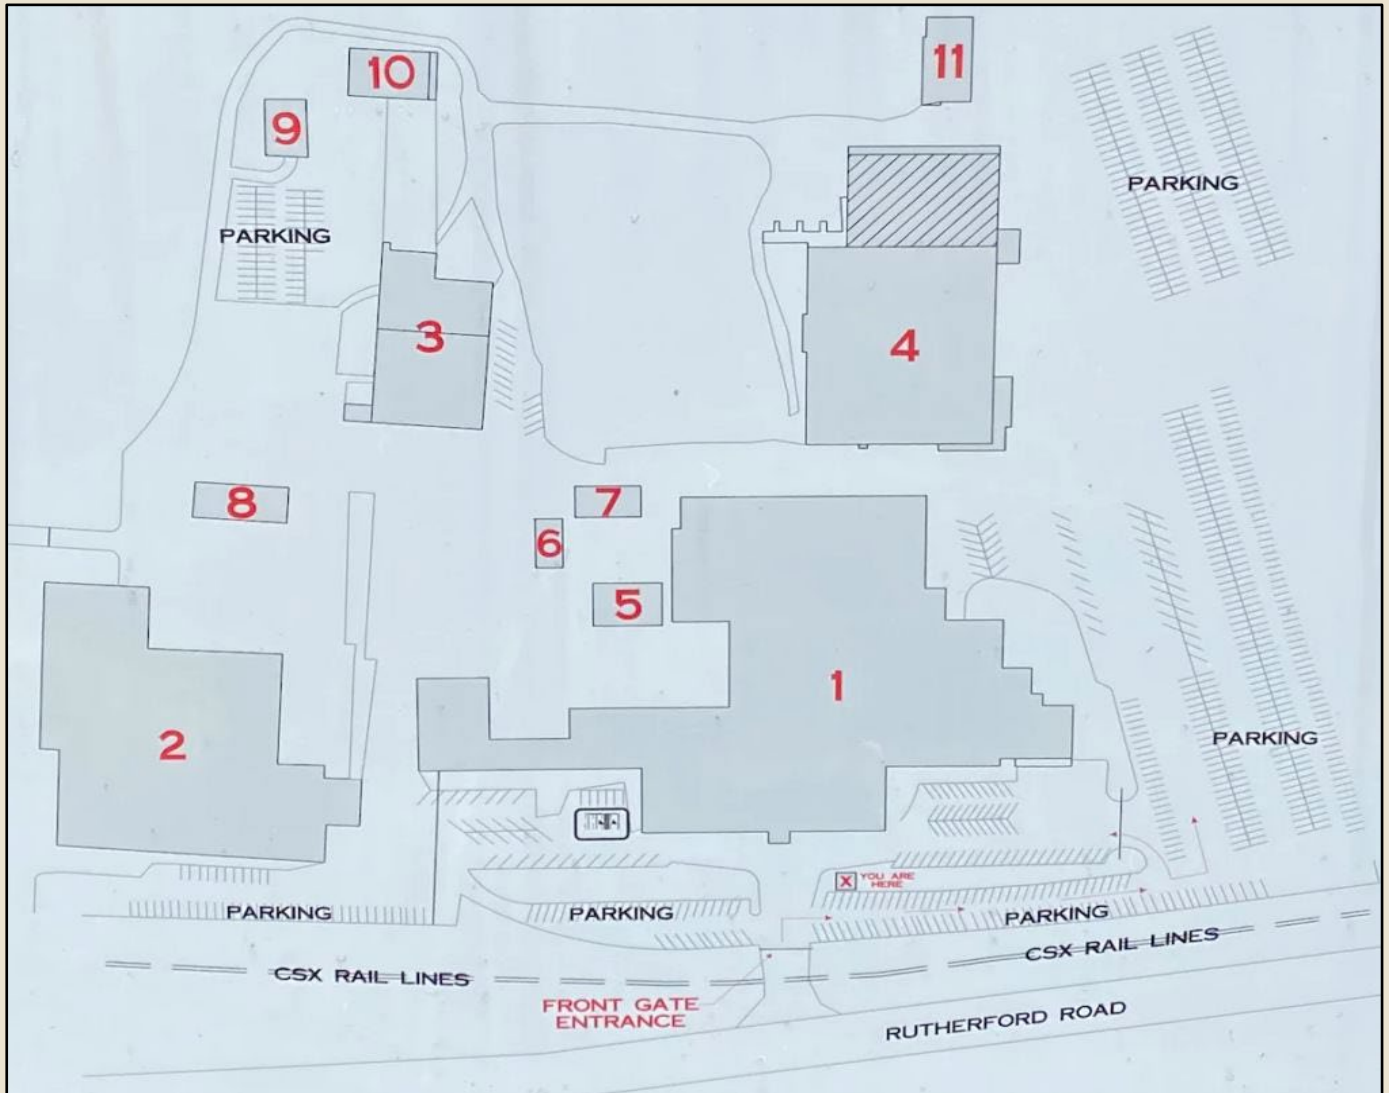 11
10
9
PARKING
PARKING
3
4
8
7
6
5
1
2
PARKING
X YOU ARE
HERE
PARKING
PARKING
PARKING
CSX RAIL LINES
CSX RAIL LINES
FRONT GATE
ENTRANCE
RUTHERFORD ROAD